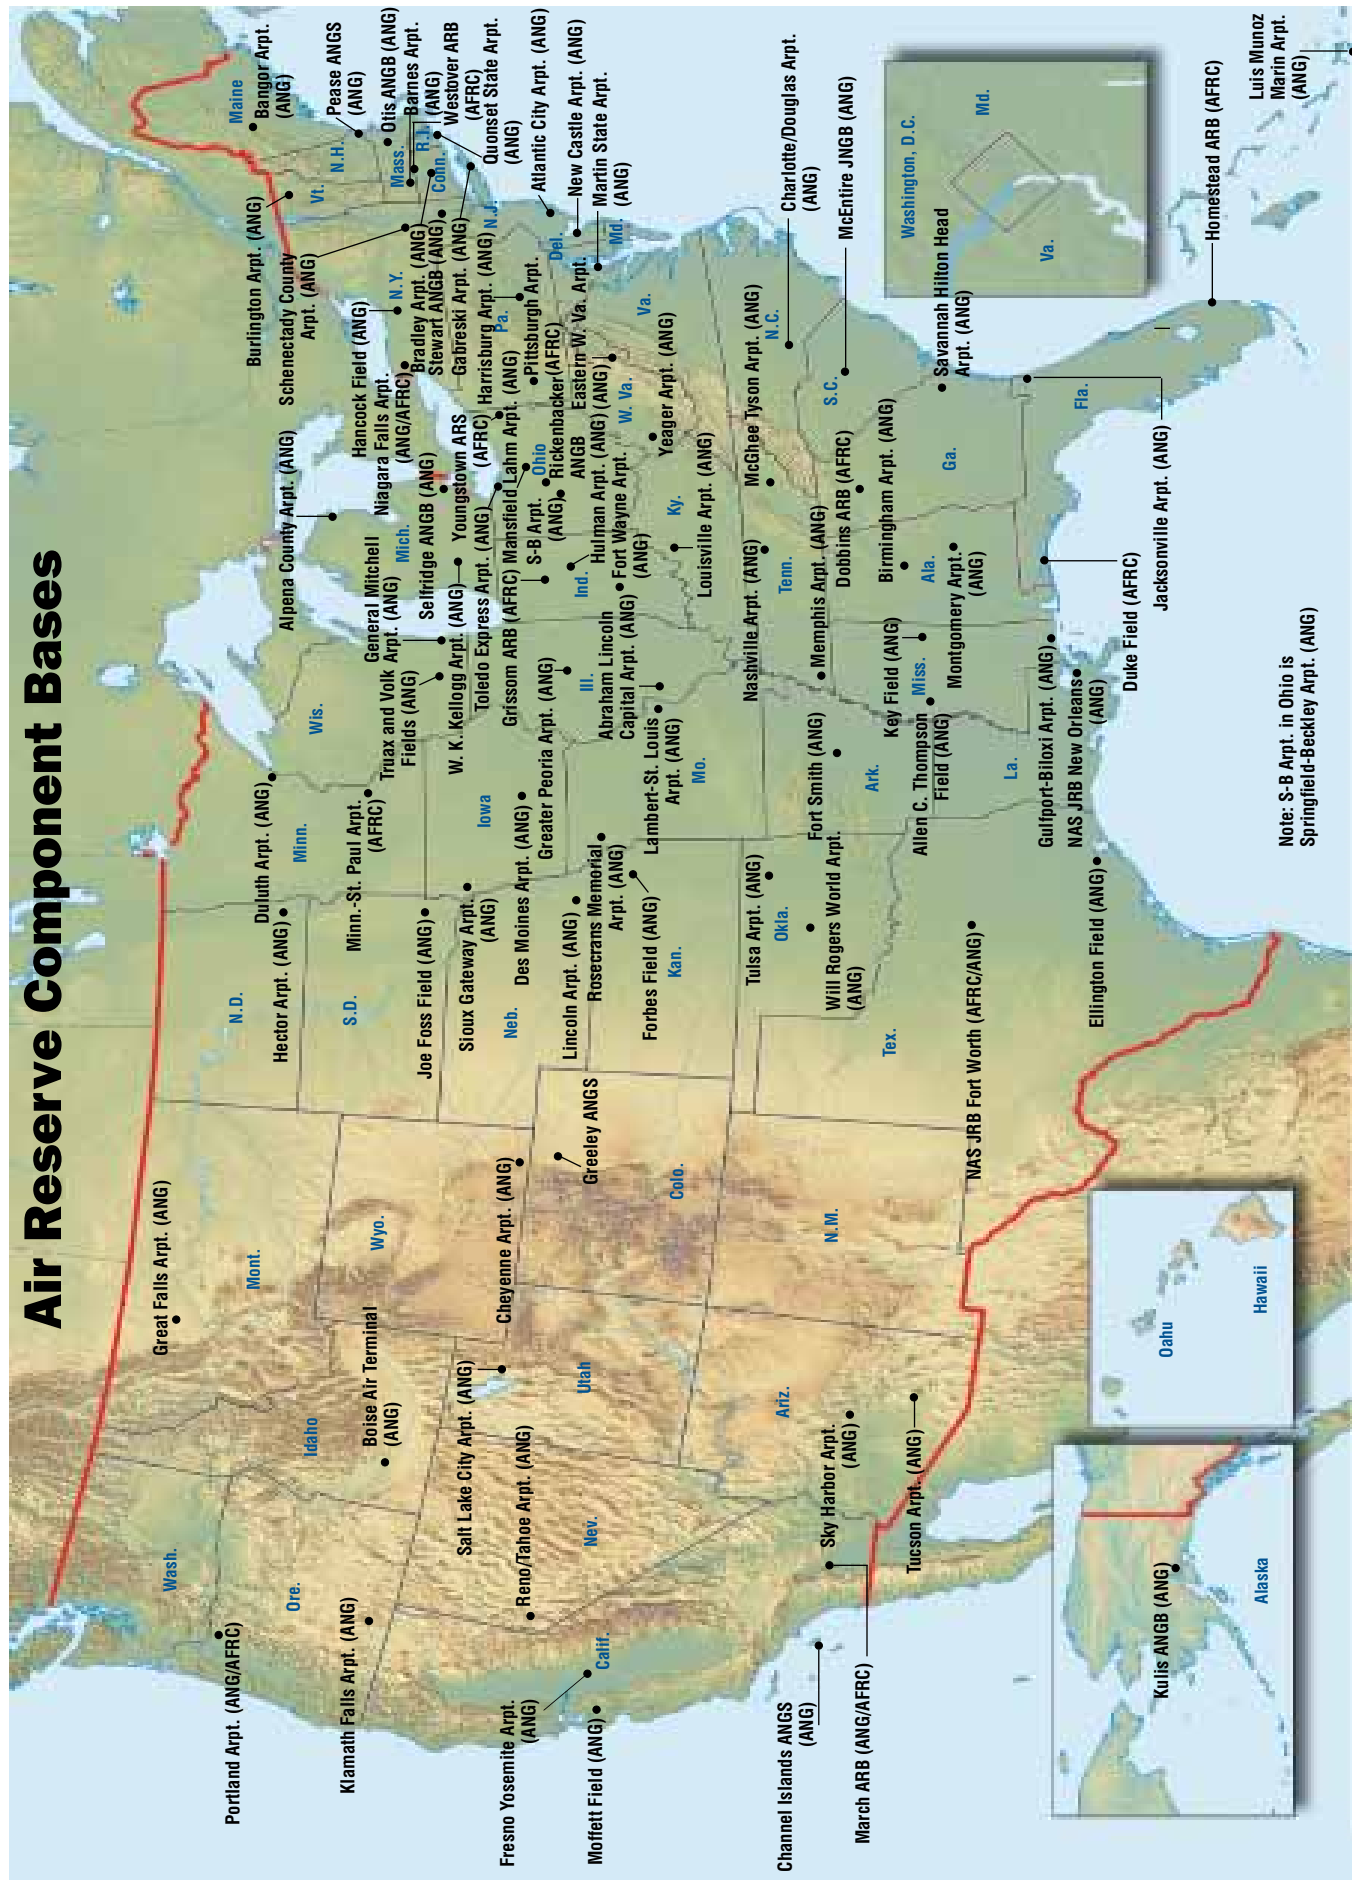 Air Reserve Component Bases
Portland Arpt. (ANG/AFRC)
Klamath Falls Arpt. (ANG)
Fresno Yosemite Arpt.
(ANG)
Moffett Field (ANG)
Channel Islands ANGS
(ANG)
March ARB (ANG/AFRC)
Wash.
Ore.
Calif.
Nev.
Idaho
Utah
Ariz.
Reno/Tahoe Arpt. (ANG)
Salt Lake City Arpt. (ANG)
Boise Air Terminal
(ANG)
Sky Harbor Arpt.
(ANG)
Tucson Arpt. (ANG)
Kulis ANGB (ANG)
Alaska
Oahu
Hawaii
Great Falls Arpt. (ANG)
Mont.
Wyo.
Colo.
N.M.
Cheyenne Arpt. (ANG)
Greeley ANGS
NAS JRB Fort Worth (AFRC/ANG)
N.D.
S.D.
Neb.
Kan.
Okla.
Tex.
Hector Arpt. (ANG)
Joe Foss Field (ANG)
Sioux Gateway Arpt.
(ANG)
Des Moines Arpt. (ANG)
Lincoln Arpt. (ANG)
Rosecrans Memorial
Arpt. (ANG)
Forbes Field (ANG)
Tulsa Arpt. (ANG)
Will Rogers World Arpt.
(ANG)
Ellington Field (ANG)
Duluth Arpt. (ANG)
Minn.
Minn.-St. Paul Arpt.
(AFRC)
Iowa
Mo.
Ark.
La.
Wis.
Truax and Volk
Fields (ANG)
General Mitchell
Arpt. (ANG)
W. K. Kellogg Arpt. (ANG)
Toledo Express Arpt. (ANG)
Grissom ARB (AFRC)
Greater Peoria Arpt. (ANG)
Ill.
Abraham Lincoln
Capital Arpt. (ANG)
Lambert-St. Louis
Arpt. (ANG)
Fort Smith (ANG)
Allen C. Thompson
Field (ANG)
Key Field (ANG)
Miss.
Gulfport-Biloxi Arpt. (ANG)
NAS JRB New Orleans
(ANG)
Nashville Arpt. (ANG)
Memphis Arpt. (ANG)
Tenn.
Montgomery Arpt.
(ANG)
Ala.
Birmingham Arpt. (ANG)
Dobbins ARB (AFRC)
Duke Field (AFRC)
Jacksonville Arpt. (ANG)
Alpena County Arpt. (ANG)
Mich.
Selfridge ANGB (ANG)
Youngstown ARS
(AFRC)
Mansfield Lahm Arpt. (ANG)
S-B Arpt.
(ANG)
Ohio
Rickenbacker
ANGB
(ANG)
Ind.
Hulman Arpt. (ANG)
Fort Wayne Arpt.
(ANG)
Louisville Arpt. (ANG)
Ky.
Yeager Arpt. (ANG)
McGhee Tyson Arpt. (ANG)
W. Va.
Eastern W. Va. Arpt.
(ANG)
Pittsburgh Arpt.
(AFRC)
Harrisburg Arpt. (ANG)
Pa.
Gabreski Arpt. (ANG)
Stewart ANGB (ANG)
Bradley Arpt. (ANG)
Niagara Falls Arpt.
(ANG/AFRC)
Hancock Field (ANG)
N.Y.
Schenectady County
Arpt. (ANG)
Burlington Arpt. (ANG)
Vt.
N.H.
Maine
Bangor Arpt.
(ANG)
Pease ANGS
(ANG)
Otis ANGB (ANG)
Barnes Arpt.
(ANG)
Westover ARB
(AFRC)
Quonset State Arpt.
(ANG)
Mass.
R.I.
Conn.
N.J.
Atlantic City Arpt. (ANG)
New Castle Arpt. (ANG)
Martin State Arpt.
(ANG)
Del.
Md.
Va.
N.C.
S.C.
Ga.
Fla.
Charlotte/Douglas Arpt.
(ANG)
McEntire JNGB (ANG)
Savannah Hilton Head
Arpt. (ANG)
Washington, D.C.
Md.
Va.
Homestead ARB (AFRC)
Luis Munoz
Marin Arpt.
(ANG)
Note: S-B Arpt. in Ohio is
Springfield-Beckley Arpt. (ANG)